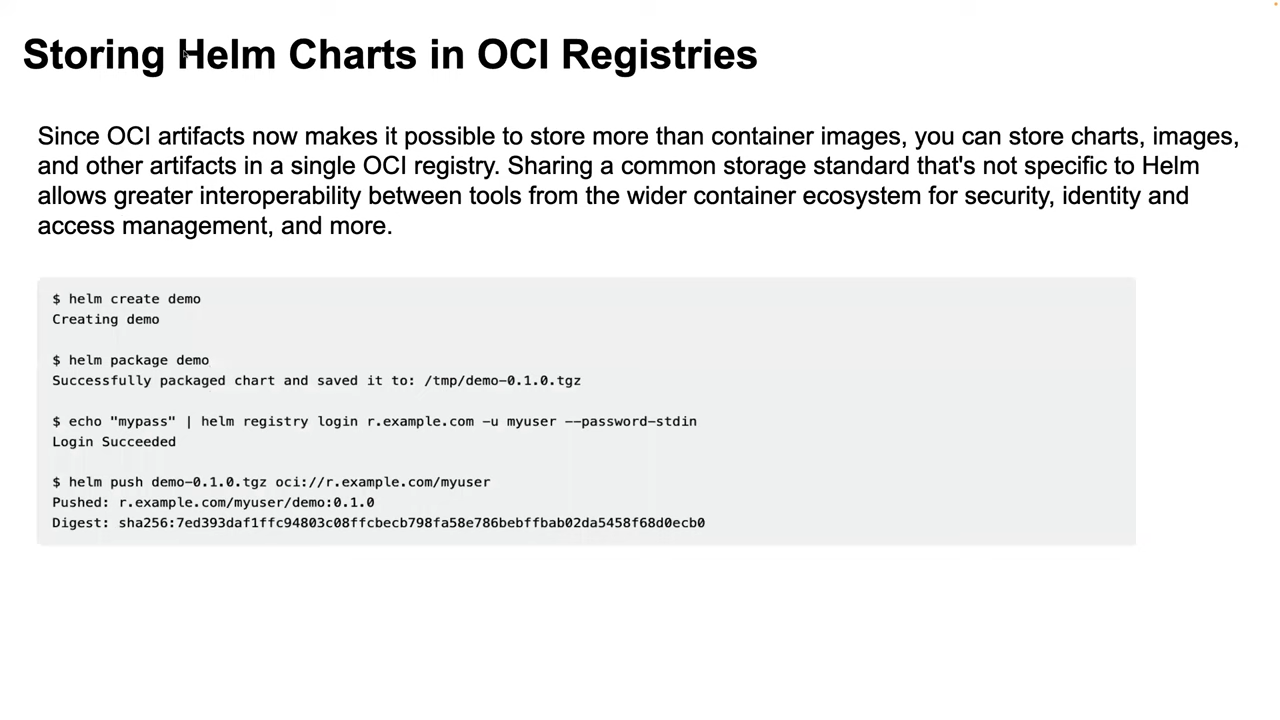 Storing Helm Charts in OCI Registries
Since OCI artifacts now makes it possible to store more than container images, you can store charts, images,
and other artifacts in a single OCI registry. Sharing a common storage standard that's not specific to Helm
allows greater interoperability between tools from the wider container ecosystem for security, identity and
access management, and more.
$ helm create demo
Creating demo
$ helm package demo
Successfully packaged chart and saved it to: /tmp/demo-0.1.0.tgz
$ echo "mypass" | helm registry login r.example.com -u myuser --password-stdin
Login Succeeded
$ helm push demo-0.1.0.tgz oci://r.example.com/myuser
Pushed: r.example.com/myuser/demo:0.1.0
Digest: sha256:7ed393daf1ffc94803c08ffcbecb798fa58e786bebffbab02da5458f68d0ecb0